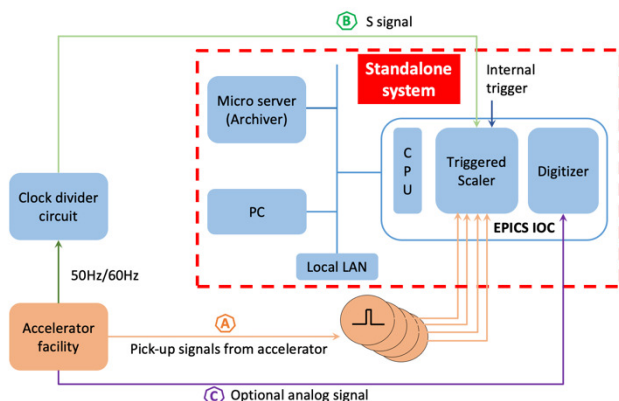 B
S signal
Standalone
system
Internal
trigger
Micro server
(Archiver)
C
P
U
Triggered
Scaler
Digitizer
Clock divider
circuit
PC
EPICS IOC
Local LAN
50Hz/60Hz
Accelerator
facility
A
Pick-up signals from accelerator
C
Optional analog signal